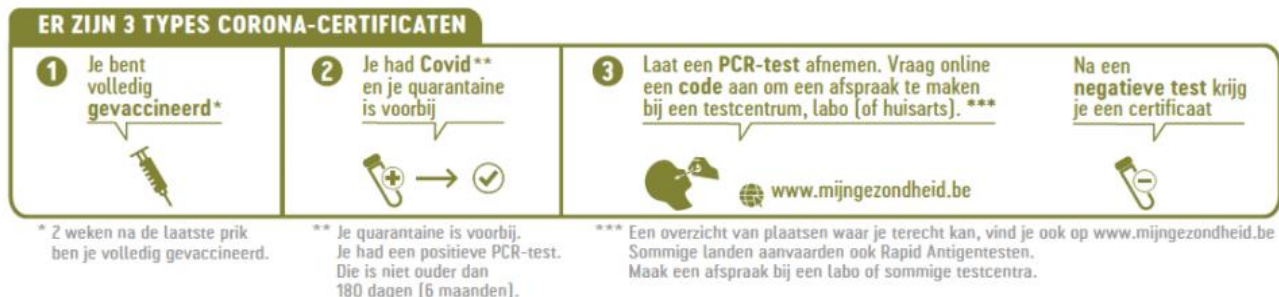 ER ZIJN 3 TYPES CORONA-CERTIFICATEN
1
Je bent
volledig
gevaccineerd*
2
Je had Covid**
en je quarantaine
is voorbij
3
Laat een PCR-test afnemen. Vraag online
een code aan om een afspraak te maken
bij een testcentrum, labo (of huisarts). ***
www.mijngezondheid.be
Na een
negatieve test krijg
je een certificaat
* 2 weken na de laatste prik
ben je volledig gevaccineerd.
** Je quarantaine is voorbij.
Je had een positieve PCR-test.
Die is niet ouder dan
180 dagen (6 maanden).
*** Een overzicht van plaatsen waar je terecht kan, vind je ook op www.mijngezondheid.be
Sommige landen aanvaarden ook Rapid Antigentesten.
Maak een afspraak bij een labo of sommige testcentra.